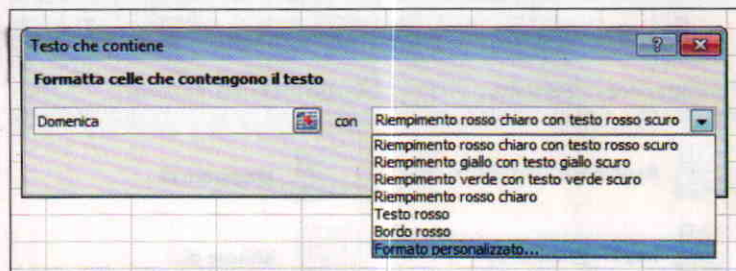 Testo che contiene
Formatta celle che contengono il testo
Domenica con Riempimento rosso chiaro con testo rosso scuro
Riempimento rosso chiaro con testo rosso scuro
Riempimento giallo con testo giallo scuro
Riempimento verde con testo verde scuro
Riempimento rosso chiaro
Testo rosso
Bordo rosso
Formato personalizzato...